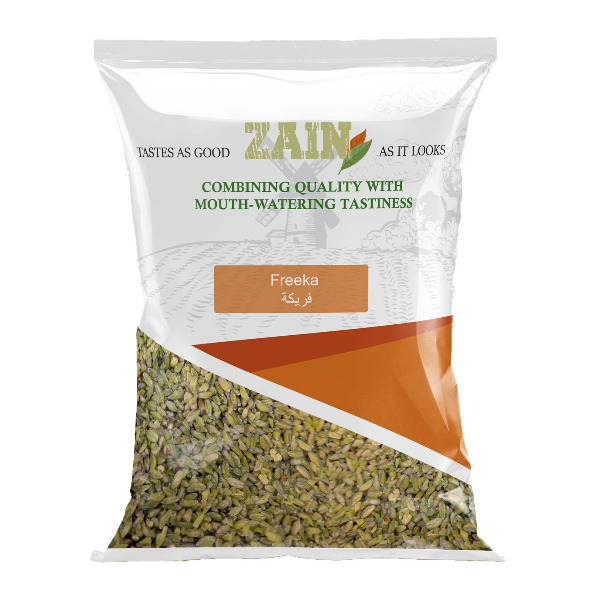 ZAIN
TASTES AS GOOD
AS IT LOOKS
COMBINING QUALITY WITH
MOUTH-WATERING TASTINESS
Freeka
فريكة